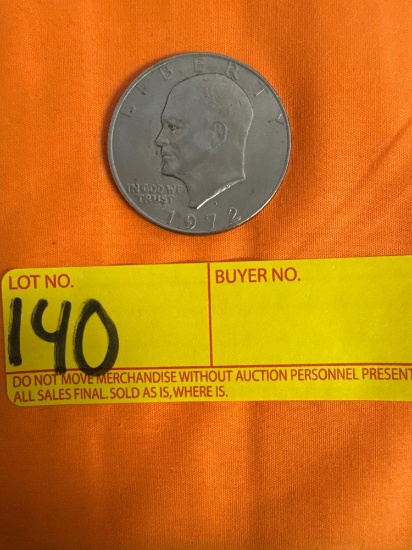 LIBERTY
IN GOD WE
TRUST
1972
LOT NO.
BUYER NO.
140
DO NOT MOVE MERCHANDISE WITHOUT AUCTION PERSONNEL PRESENT
ALL SALES FINAL. SOLD AS IS, WHERE IS.